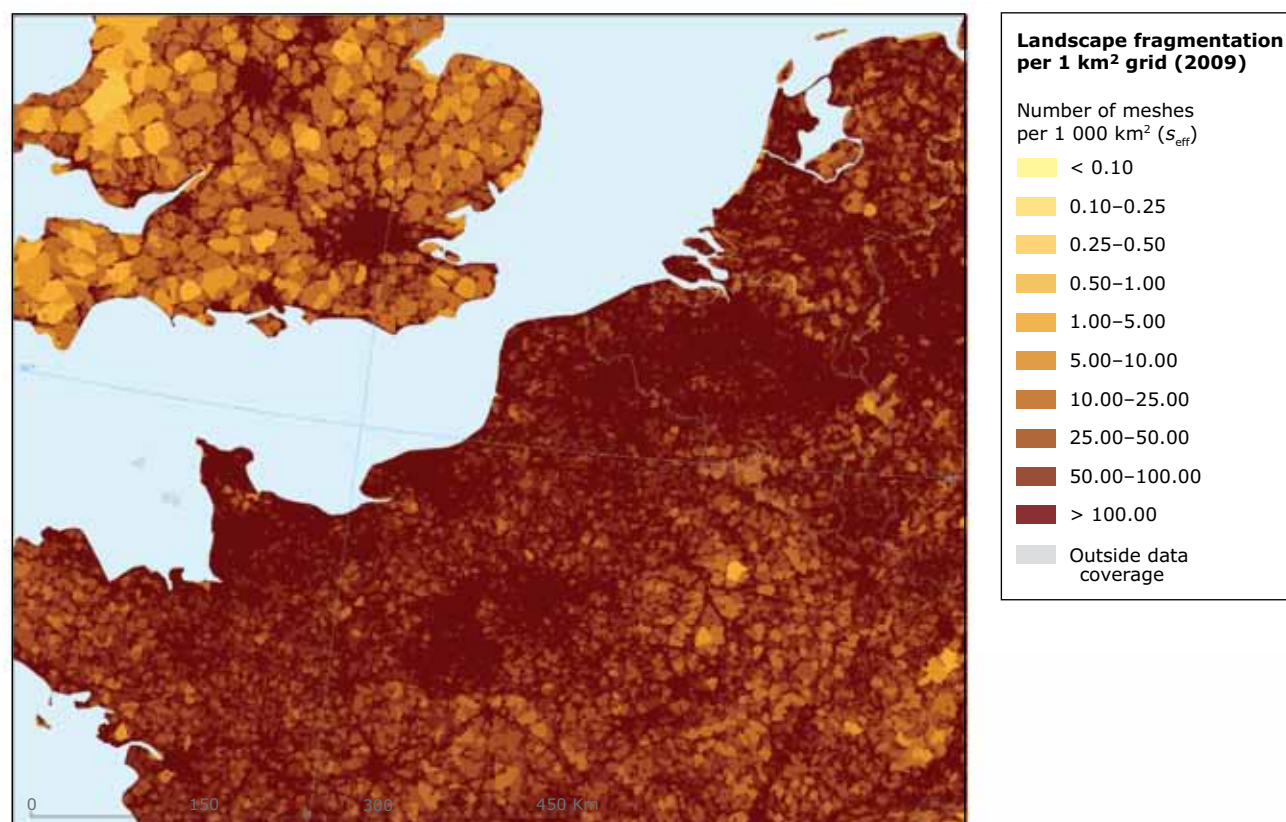 Landscape fragmentation
per 1 km² grid (2009)
Number of meshes
per 1 000 km² (seff)
< 0.10
0.10–0.25
0.25–0.50
0.50–1.00
1.00–5.00
5.00–10.00
10.00–25.00
25.00–50.00
50.00–100.00
> 100.00
Outside data
coverage
0 150 300 450 Km